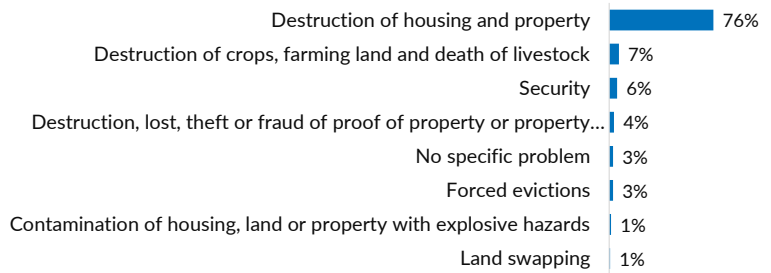 Destruction of housing and property 76%
Destruction of crops, farming land and death of livestock 7%
Security 6%
Destruction, lost, theft or fraud of proof of property or property... 4%
No specific problem 3%
Forced evictions 3%
Contamination of housing, land or property with explosive hazards 1%
Land swapping 1%